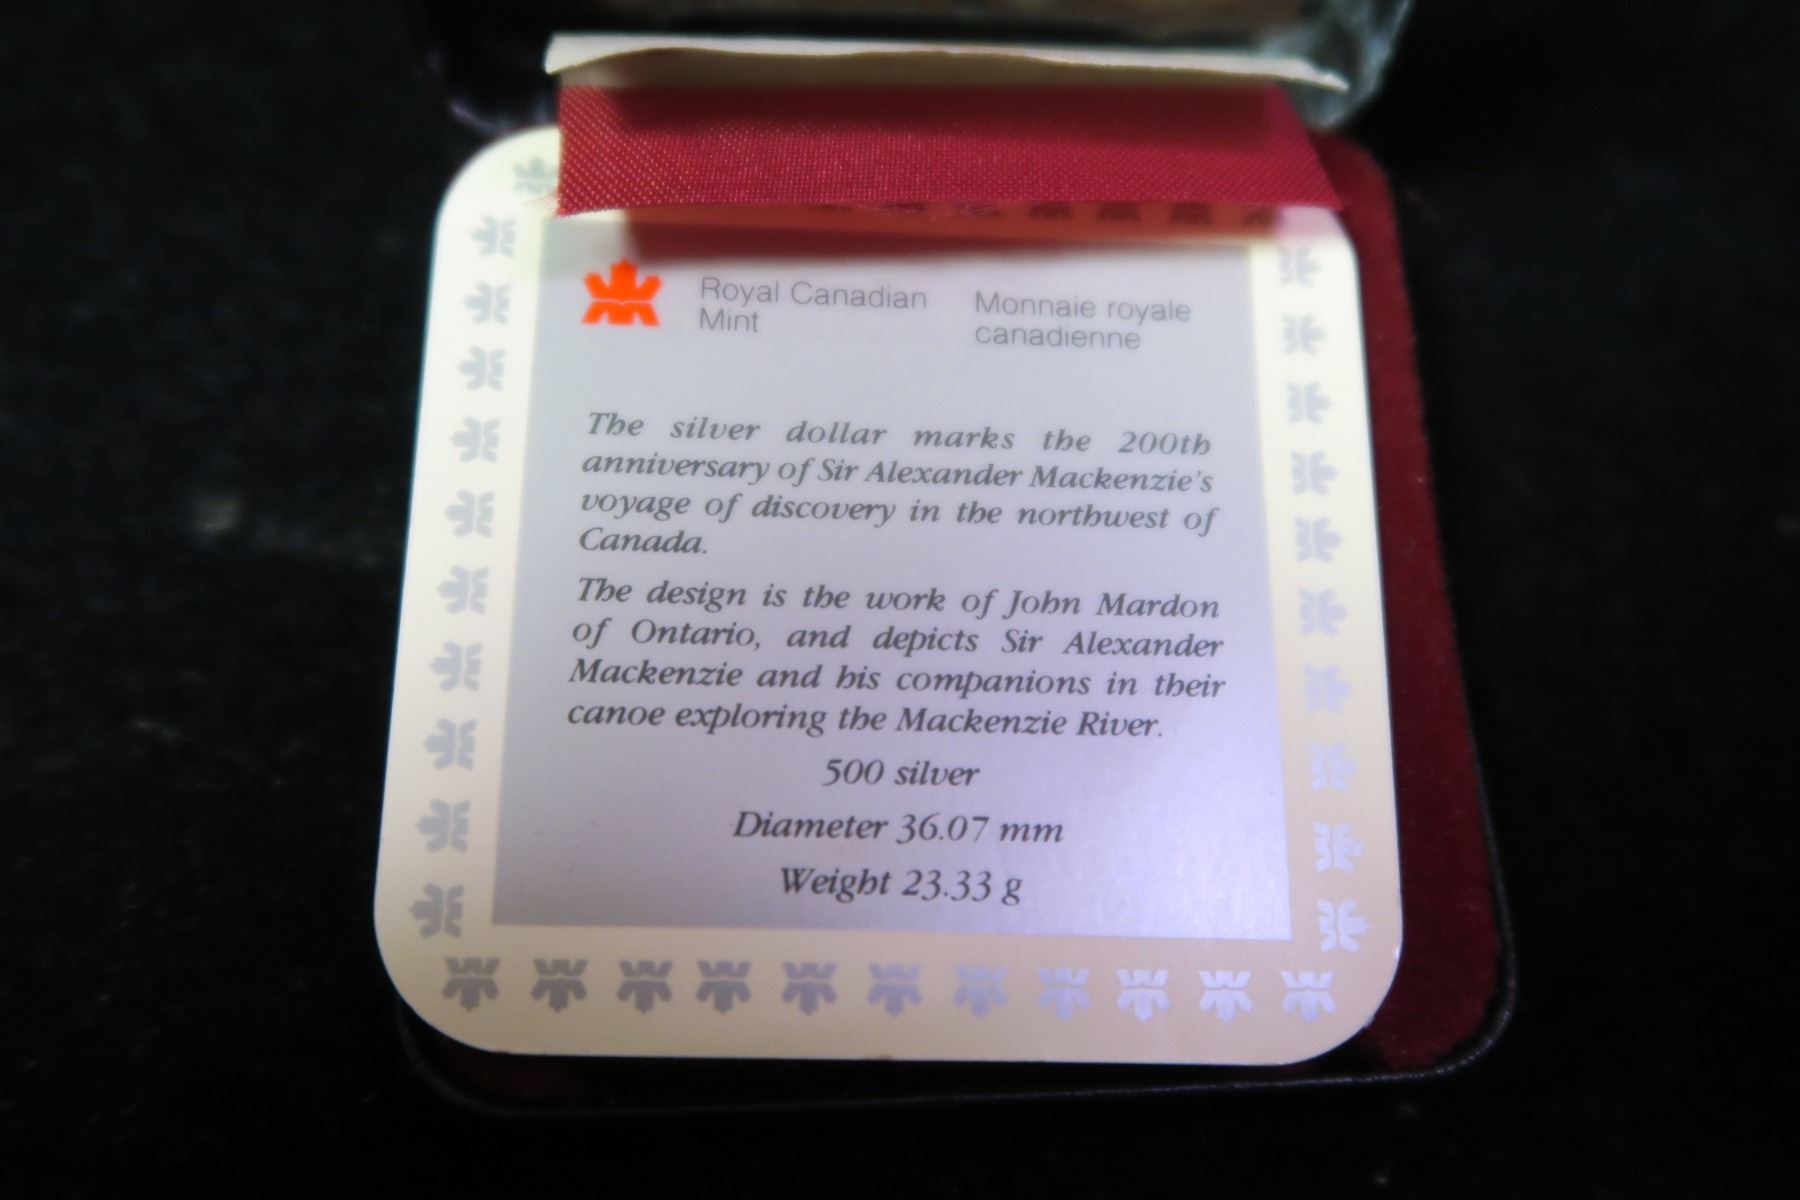 Royal Canadian
Mint
Monnaie royale
canadienne
The silver dollar marks the 200th
anniversary of Sir Alexander Mackenzie's
voyage of discovery in the northwest of
Canada.
The design is the work of John Mardon
of Ontario, and depicts Sir Alexander
Mackenzie and his companions in their
canoe exploring the Mackenzie River.
500 silver
Diameter 36.07 mm
Weight 23.33 g